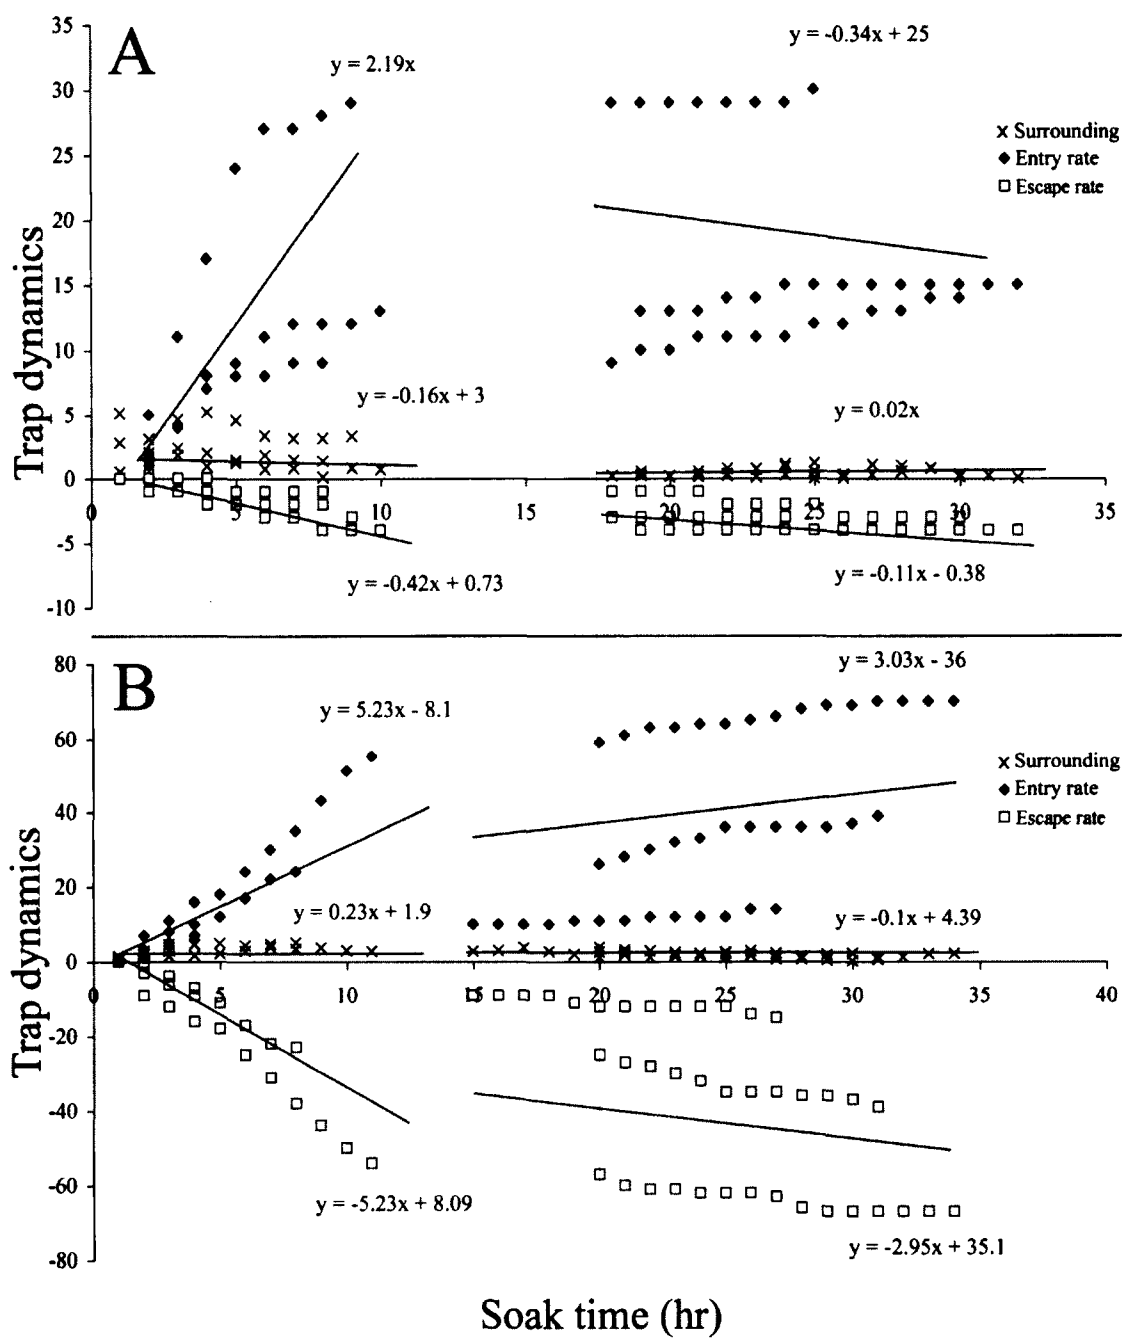 A
35
30
25
20
15
10
5
0
-5
-10
Trap dynamics
y = 2.19x
y = -0.34x + 25
x Surrounding
◆ Entry rate
□ Escape rate
y = -0.16x + 3
y = 0.02x
0 5 10 15 20 25 30 35
y = -0.42x + 0.73
y = -0.11x - 0.38
B
80
60
40
20
0
-20
-40
-60
-80
Trap dynamics
y = 5.23x - 8.1
y = 3.03x - 36
x Surrounding
◆ Entry rate
□ Escape rate
y = 0.23x + 1.9
y = -0.1x + 4.39
0 5 10 15 20 25 30 35 40
y = -5.23x + 8.09
y = -2.95x + 35.1
Soak time (hr)